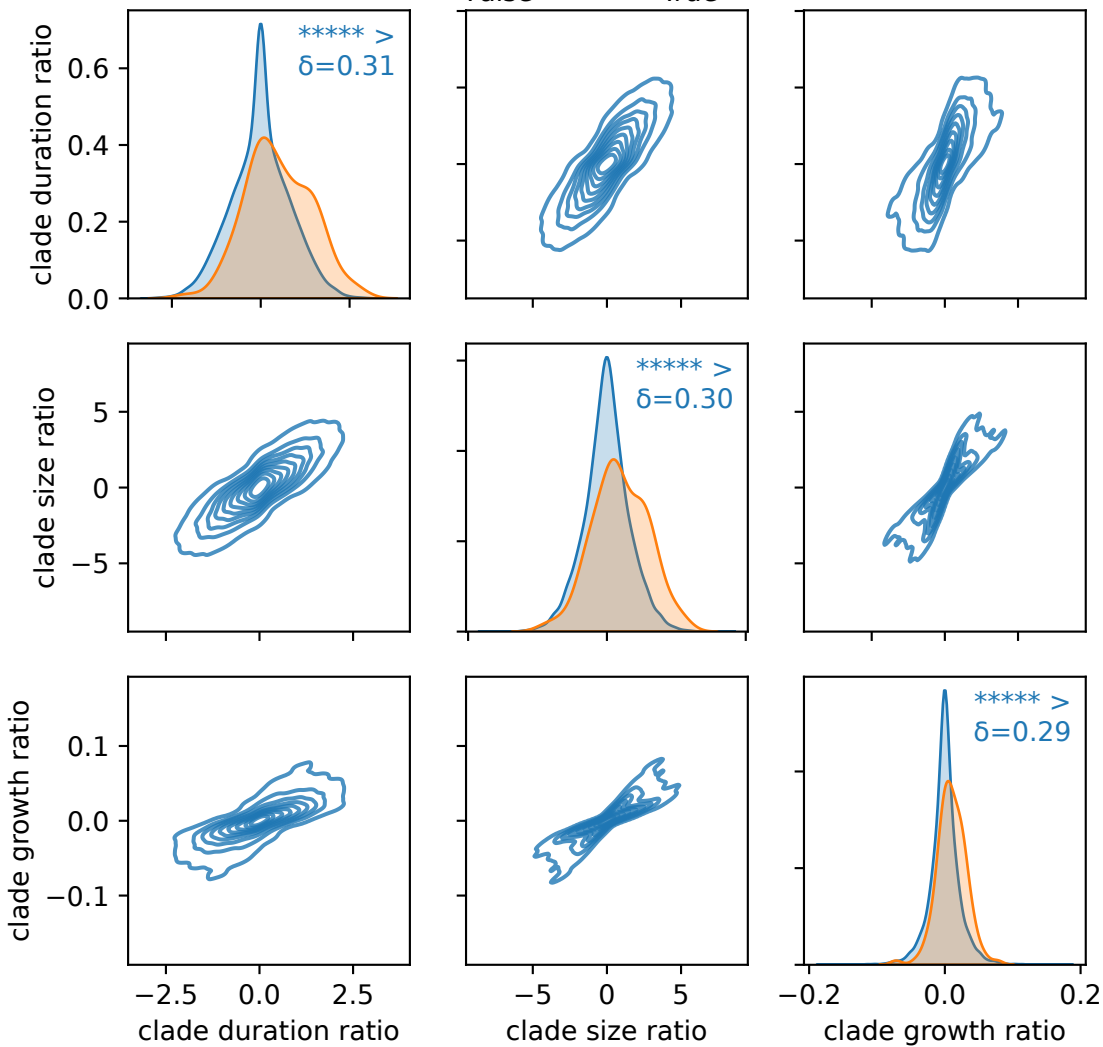 ***** >
δ=0.31
clade duration ratio
0.6
0.4
0.2
0.0
***** >
δ=0.30
clade size ratio
5
0
−5
***** >
δ=0.29
clade growth ratio
0.1
0.0
−0.1
−2.5 0.0 2.5
−5 0 5
−0.2 0.0 0.2
clade duration ratio
clade size ratio
clade growth ratio